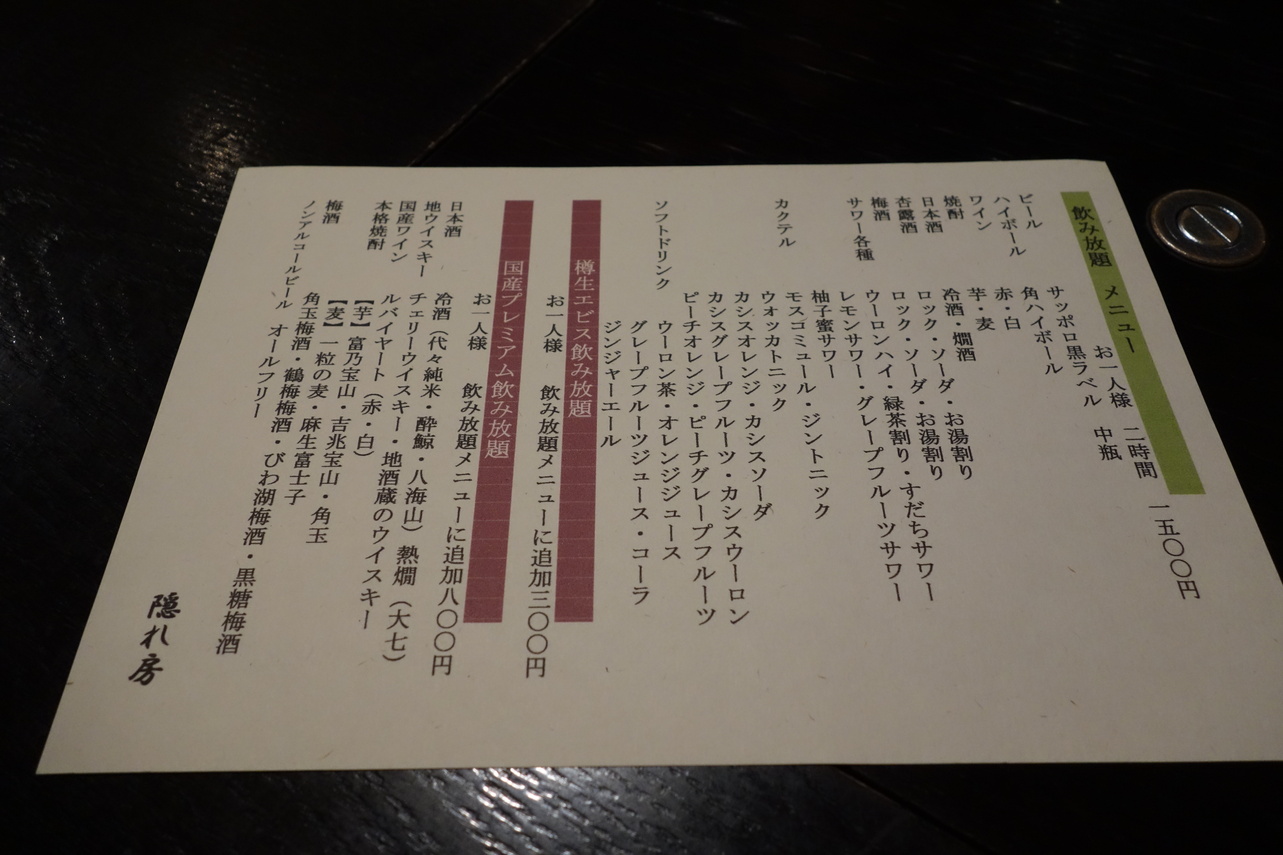 飲み放題 メニュー
お一人様 二時間 一五〇〇円
ビール サッポロ黒ラベル 中瓶
ハイボール 角ハイボール
ワイン 赤・白
焼酎 芋・麦
日本酒 冷酒・燗酒
杏露酒 ロック・ソーダ・お湯割り
梅酒 ロック・ソーダ・お湯割り
サワー各種 ウーロンハイ・緑茶割り・すだちサワー
レモンサワー・グレープフルーツサワー
柚子蜜サワー
カクテル モスコミュール・ジントニック
ウォッカトニック
カシスオレンジ・カシスソーダ
カシスグレープフルーツ・カシスウーロン
ピーチオレンジ・ピーチグレープフルーツ
ソフトドリンク ウーロン茶・オレンジジュース
グレープフルーツジュース・コーラ
ジンジャーエール
樽生エビス飲み放題
お一人様 飲み放題メニューに追加三〇〇円
国産プレミアム飲み放題
お一人様 飲み放題メニューに追加八〇〇円
日本酒 冷酒（代々純米・酔鯨・八海山）熱燗（大七）
地ウイスキー チェリーウイスキー・地酒蔵のウイスキー
国産ワイン ルバイヤート（赤・白）
本格焼酎 【芋】富乃宝山・吉兆宝山・角玉
【麦】一粒の麦・麻生富士子
梅酒 角玉梅酒・鶴梅梅酒・びわ湖梅酒・黒糖梅酒
ノンアルコールビール オールフリー
隠れ房